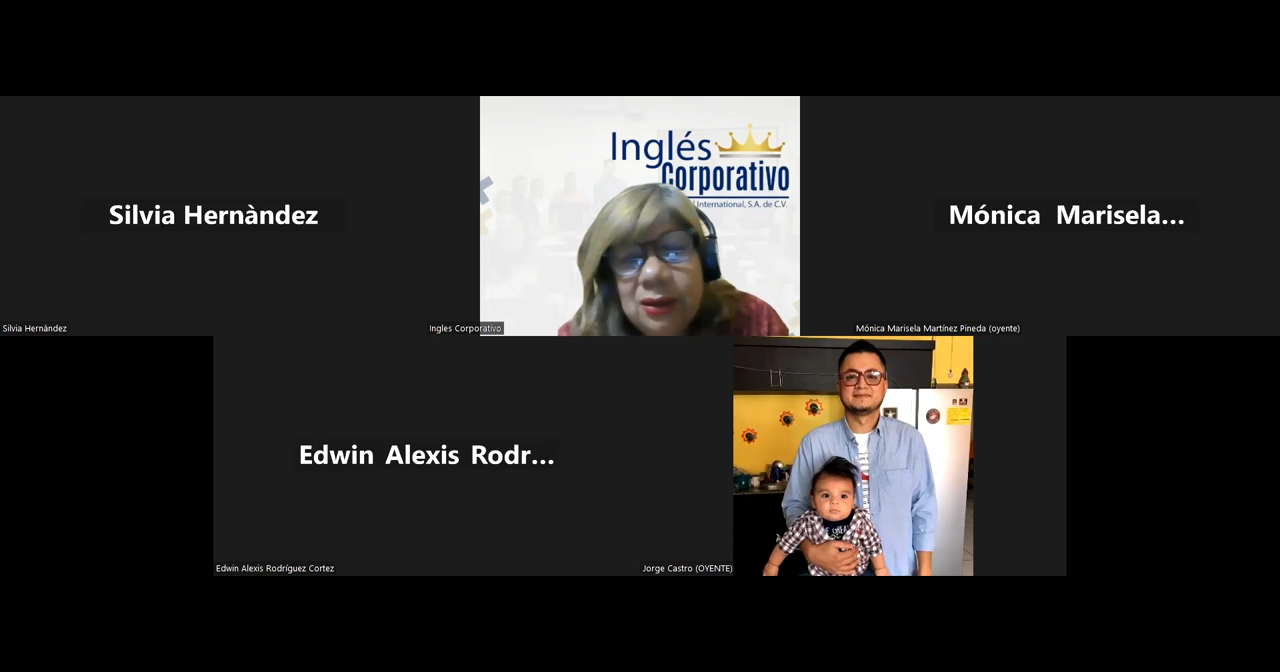 Inglés
Corporativo
l International, S.A. de C.V.
Silvia Hernàndez
Mónica Marisela...
Silvia Hernàndez
Ingles Corporativo
Mónica Marisela Martínez Pineda (oyente)
Edwin Alexis Rodr...
Edwin Alexis Rodríguez Cortez
Jorge Castro (OYENTE)